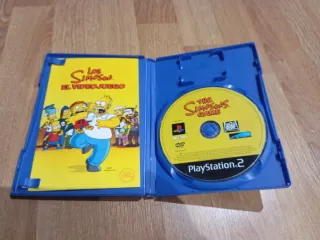 LOS
SIMPSON
EL VIDEOJUEGO
THE
SIMPSONS
GAME
PlayStation.2